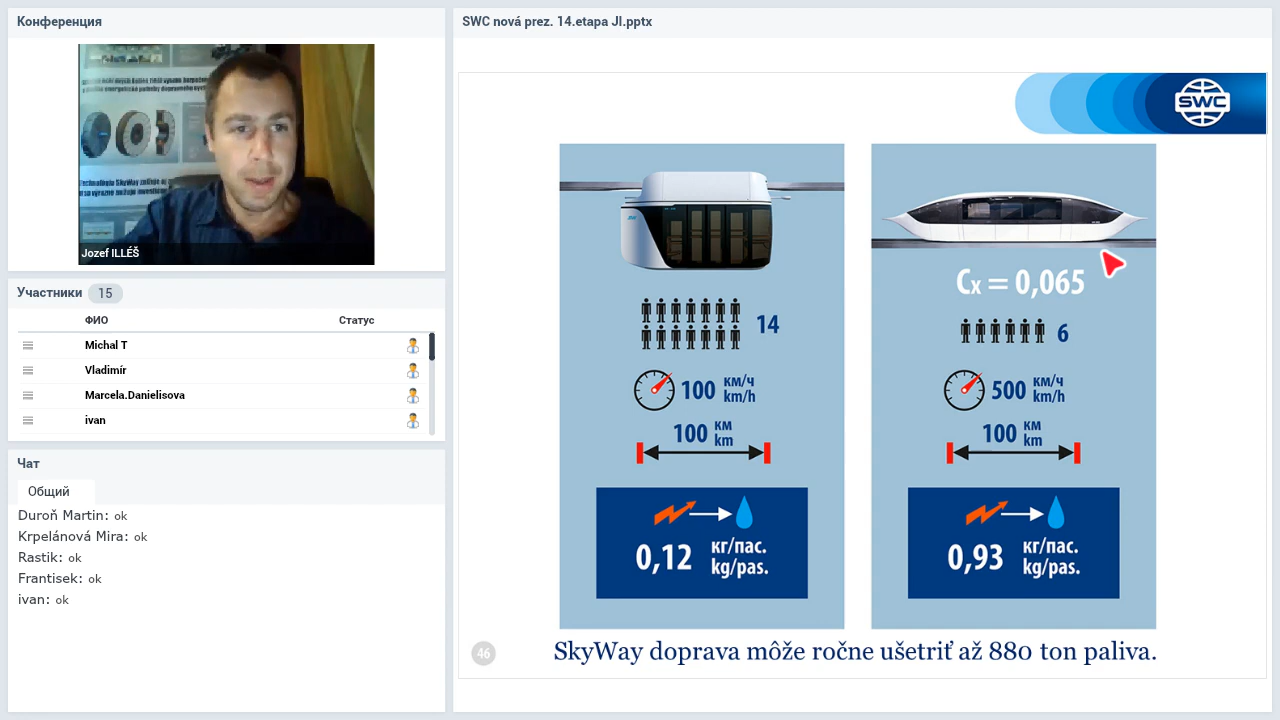 Конференция
Jozef ILLÉŠ
Участники 15
ФИО Статус
Michal T
Vladimír
Marcela.Danielisova
ivan
Чат
Общий
Duroň Martin: ok
Krpelánová Mira: ok
Rastik: ok
Frantisek: ok
ivan: ok
SWC nová prez. 14.etapa JI.pptx
SWC
14
100 км/ч km/h
100 км km
0,12 кг/пас. kg/pas.
Cx = 0,065
6
500 км/ч km/h
100 км km
0,93 кг/пас. kg/pas.
46
SkyWay doprava môže ročne ušetriť až 880 ton paliva.